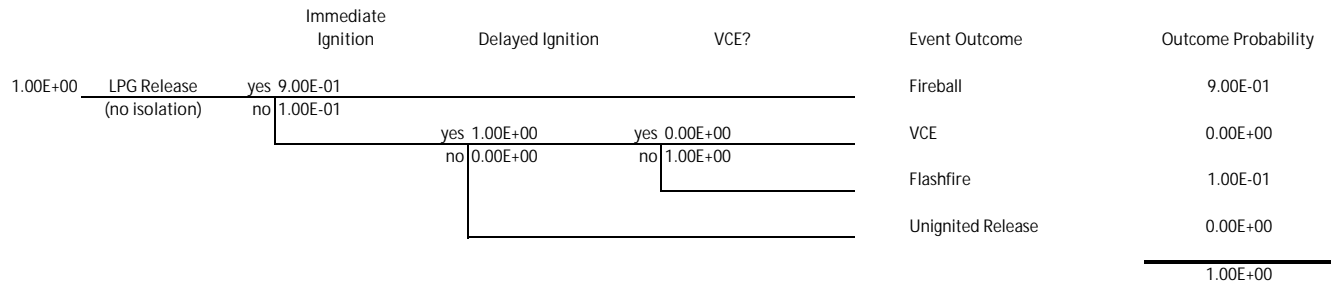 Immediate
Ignition Delayed Ignition VCE? Event Outcome Outcome Probability
1.00E+00 LPG Release yes 9.00E-01 Fireball 9.00E-01
(no isolation) no 1.00E-01
yes 1.00E+00 yes 0.00E+00 VCE 0.00E+00
no 0.00E+00 no 1.00E+00
Flashfire 1.00E-01
Unignited Release 0.00E+00
1.00E+00